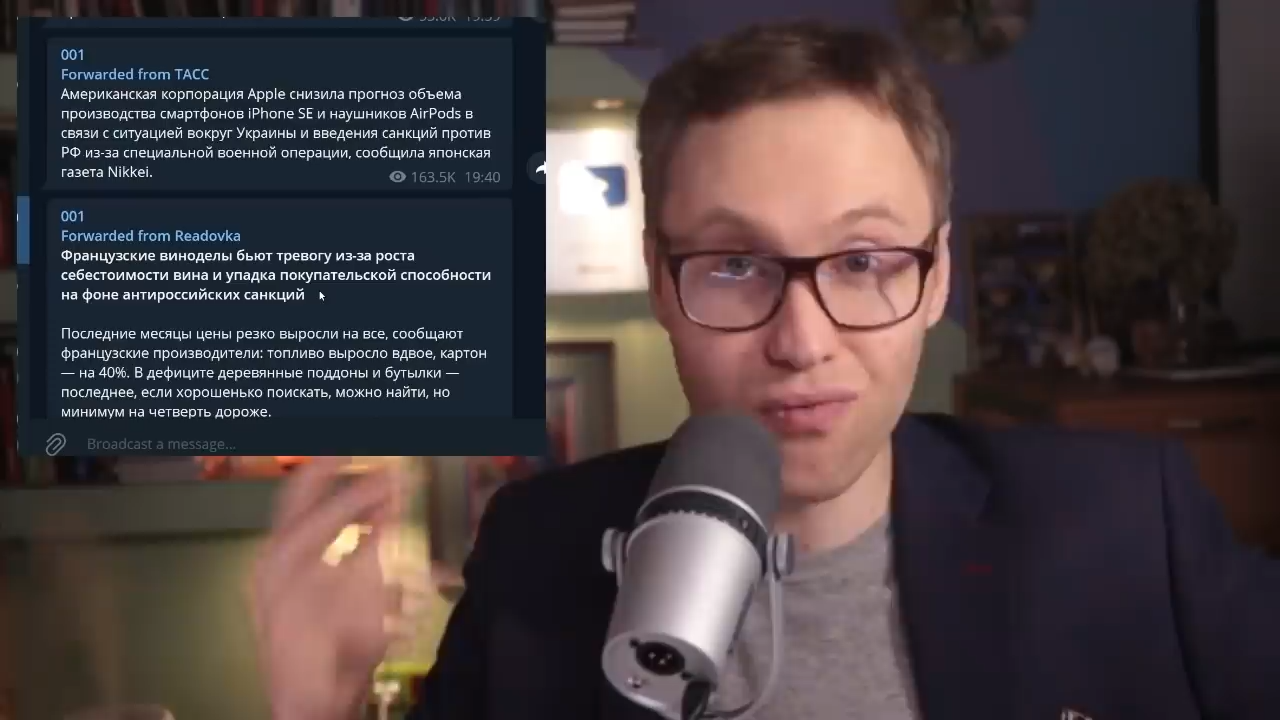 19:39
001
Forwarded from ТАСС
Американская корпорация Apple снизила прогноз объема
производства смартфонов iPhone SE и наушников AirPods в
связи с ситуацией вокруг Украины и введения санкций против
РФ из-за специальной военной операции, сообщила японская
газета Nikkei.
163.5K 19:40
001
Forwarded from Readovka
Французские виноделы бьют тревогу из-за роста
себестоимости вина и упадка покупательской способности
на фоне антироссийских санкций
Последние месяцы цены резко выросли на все, сообщают
французские производители: топливо выросло вдвое, картон
— на 40%. В дефиците деревянные поддоны и бутылки —
последнее, если хорошенько поискать, можно найти, но
минимум на четверть дороже.
Broadcast a message...